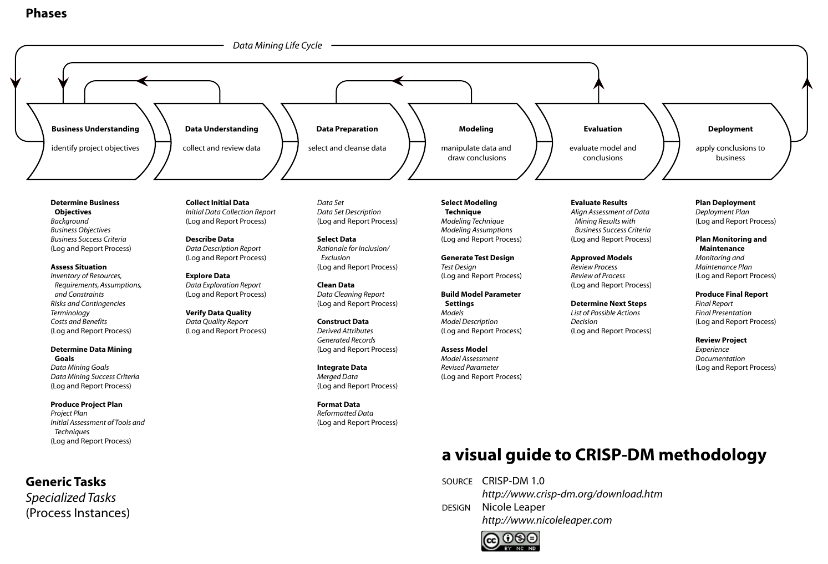 Phases
Data Mining Life Cycle
Business Understanding
identify project objectives
Data Understanding
collect and review data
Data Preparation
select and cleanse data
Modeling
manipulate data and
draw conclusions
Evaluation
evaluate model and
conclusions
Deployment
apply conclusions to
business
Determine Business
Objectives
Background
Business Objectives
Business Success Criteria
(Log and Report Process)
Assess Situation
Inventory of Resources,
Requirements, Assumptions,
and Constraints
Risks and Contingencies
Terminology
Costs and Benefits
(Log and Report Process)
Determine Data Mining
Goals
Data Mining Goals
Data Mining Success Criteria
(Log and Report Process)
Produce Project Plan
Project Plan
Initial Assessment of Tools and
Techniques
(Log and Report Process)
Collect Initial Data
Initial Data Collection Report
(Log and Report Process)
Describe Data
Data Description Report
(Log and Report Process)
Explore Data
Data Exploration Report
(Log and Report Process)
Verify Data Quality
Data Quality Report
(Log and Report Process)
Data Set
Data Set Description
(Log and Report Process)
Select Data
Rationale for Inclusion/
Exclusion
(Log and Report Process)
Clean Data
Data Cleaning Report
(Log and Report Process)
Construct Data
Derived Attributes
Generated Records
(Log and Report Process)
Integrate Data
Merged Data
(Log and Report Process)
Format Data
Reformatted Data
(Log and Report Process)
Select Modeling
Technique
Modeling Technique
Modeling Assumptions
(Log and Report Process)
Generate Test Design
Test Design
(Log and Report Process)
Build Model Parameter
Settings
Models
Model Description
(Log and Report Process)
Assess Model
Model Assessment
Revised Parameter
(Log and Report Process)
Evaluate Results
Align Assessment of Data
Mining Results with
Business Success Criteria
(Log and Report Process)
Approved Models
Review Process
Review of Process
(Log and Report Process)
Determine Next Steps
List of Possible Actions
Decision
(Log and Report Process)
Plan Deployment
Deployment Plan
(Log and Report Process)
Plan Monitoring and
Maintenance
Monitoring and
Maintenance Plan
(Log and Report Process)
Produce Final Report
Final Report
Final Presentation
(Log and Report Process)
Review Project
Experience
Documentation
(Log and Report Process)
Generic Tasks
Specialized Tasks
(Process Instances)
a visual guide to CRISP-DM methodology
SOURCE CRISP-DM 1.0
http://www.crisp-dm.org/download.htm
DESIGN Nicole Leaper
http://www.nicoleleaper.com
cc
BY NC ND